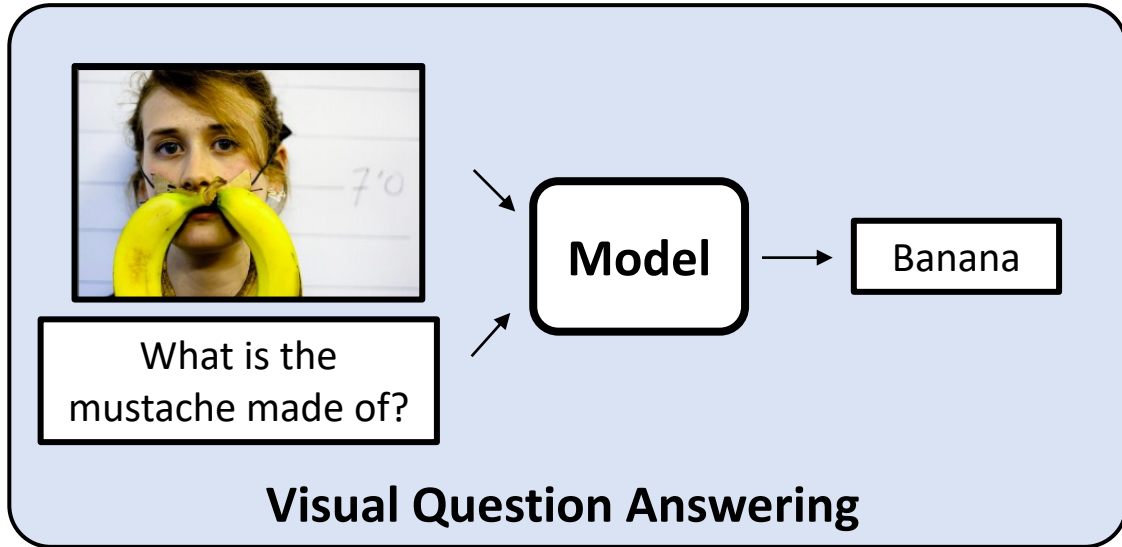 7'0
What is the
mustache made of?
Model
Banana
Visual Question Answering